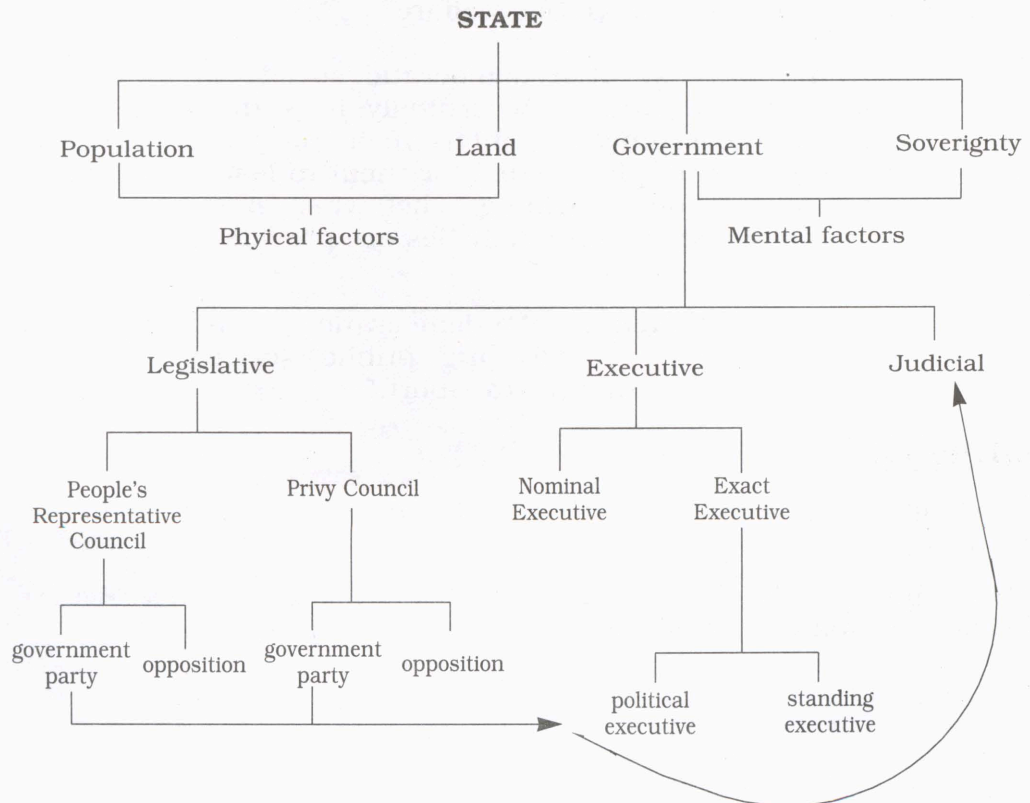 STATE
Population
Land
Government
Soverignty
Phyical factors
Mental factors
Legislative
Executive
Judicial
People's
Representative
Council
Privy Council
Nominal
Executive
Exact
Executive
government
party
opposition
government
party
opposition
political
executive
standing
executive